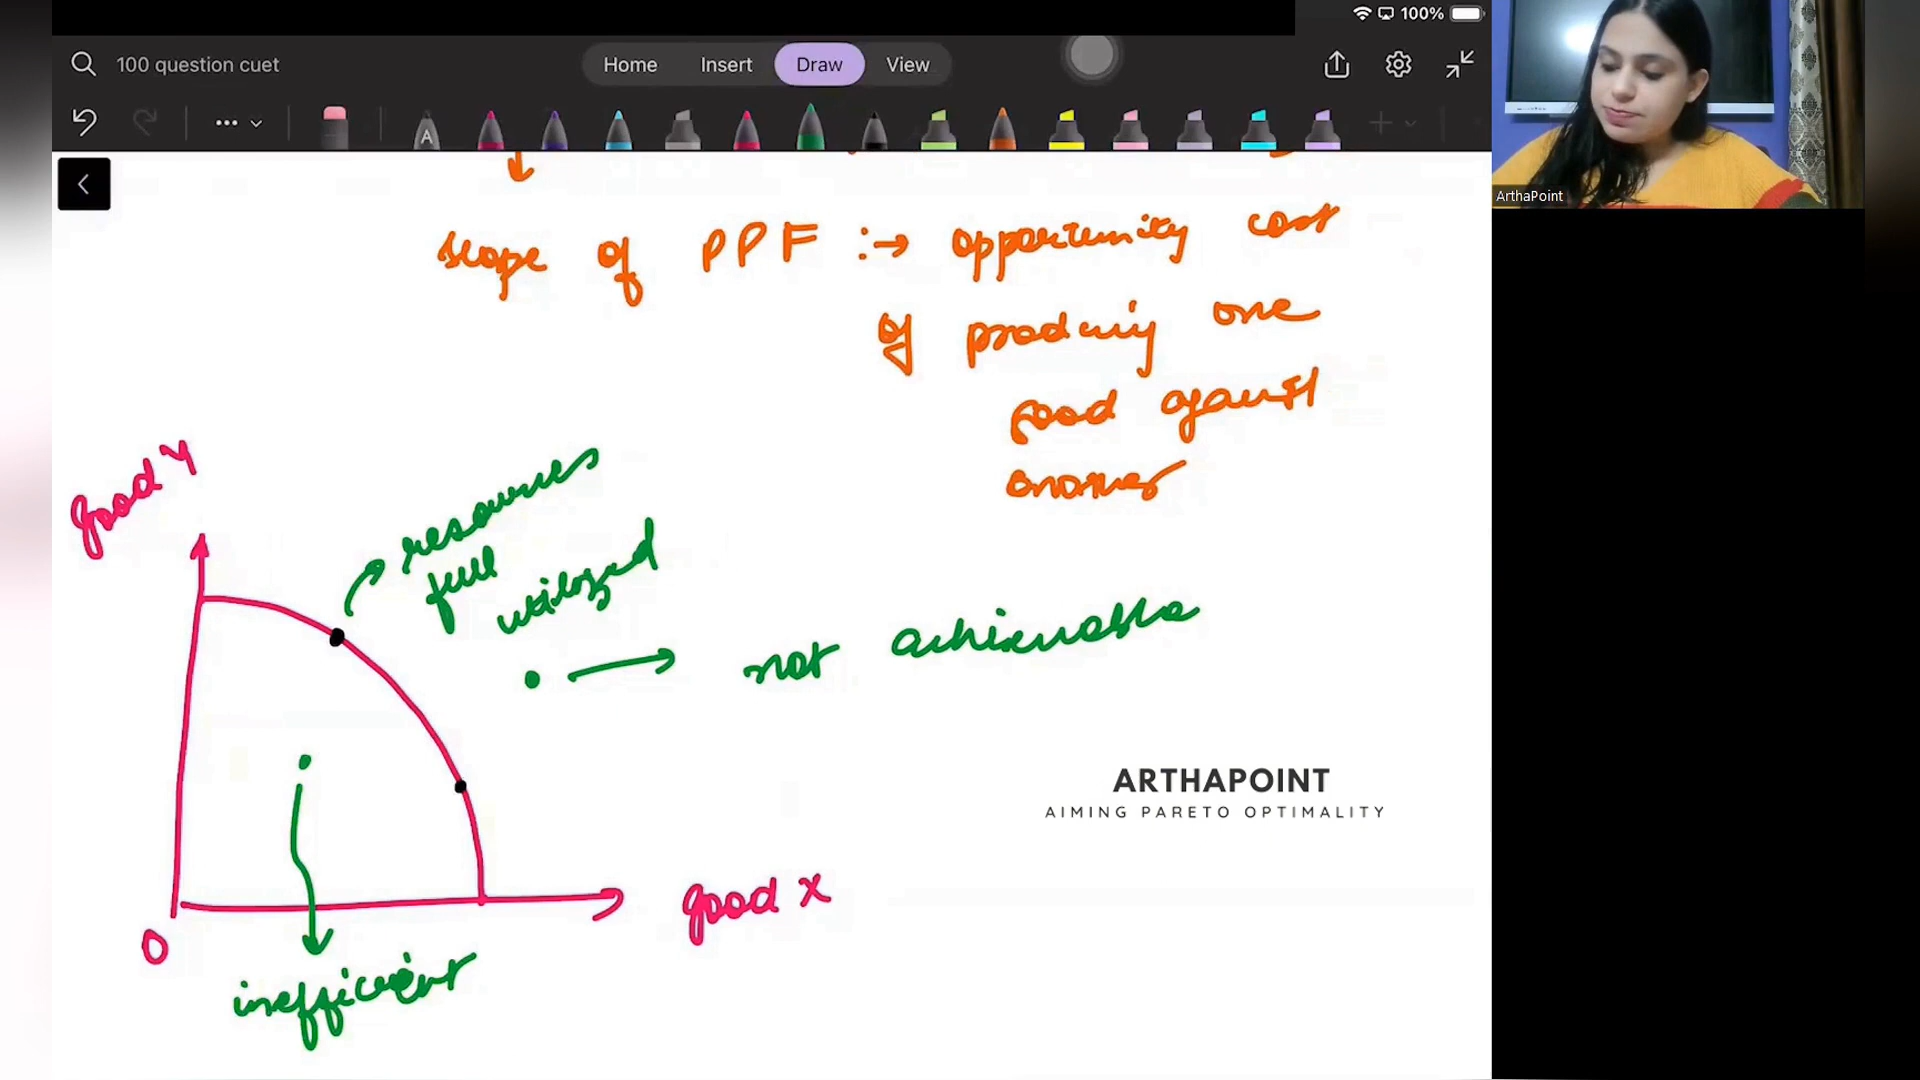 100%
100 question cuet
Home Insert Draw View
A
ArthaPoint
slope of PPF :→ opportunity cost
of producing one
good against
another
good Y
resources
full
utilized
not achievable
ARTHAPOINT
AIMING PARETO OPTIMALITY
good X
O
inefficient